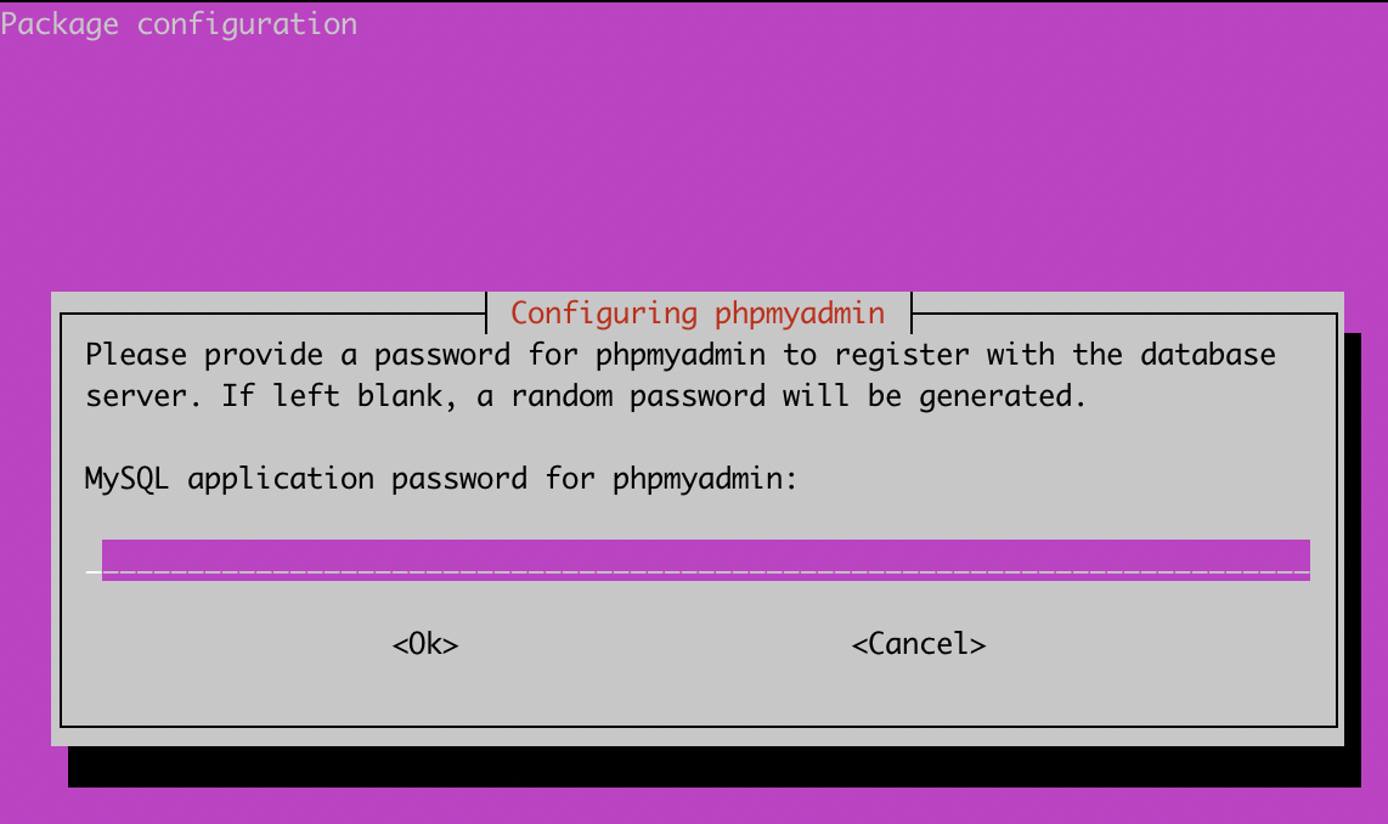 Package configuration
Configuring phpmyadmin
Please provide a password for phpmyadmin to register with the database
server. If left blank, a random password will be generated.
MySQL application password for phpmyadmin:
<Ok> <Cancel>